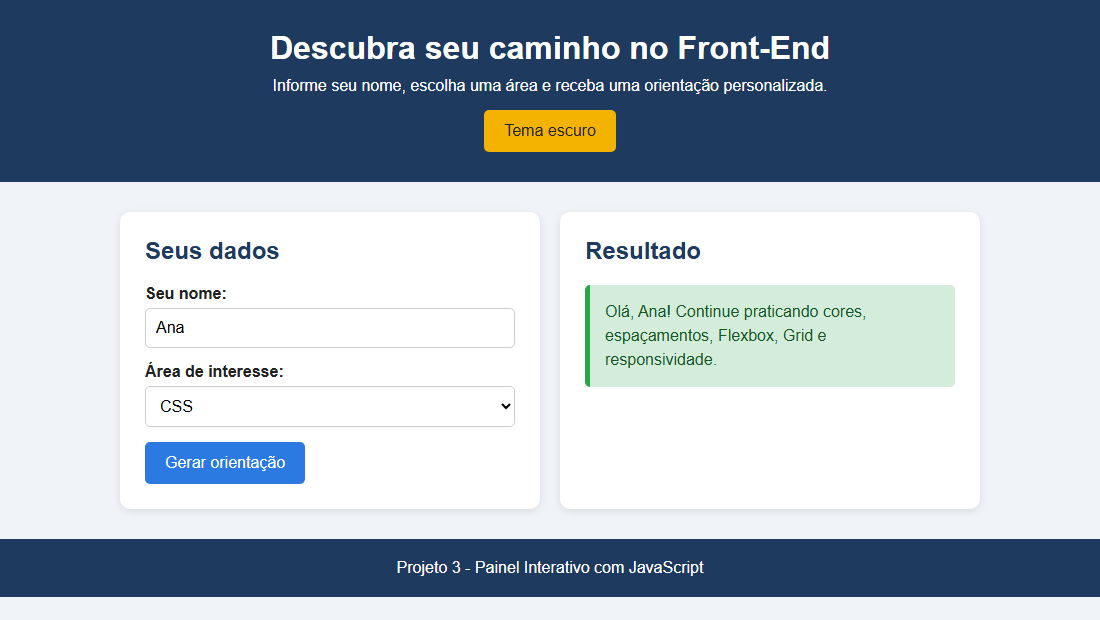 Descubra seu caminho no Front-End
Informe seu nome, escolha uma área e receba uma orientação personalizada.
Tema escuro
Seus dados
Seu nome:
Ana
Área de interesse:
CSS
Gerar orientação
Resultado
Olá, Ana! Continue praticando cores,
espaçamentos, Flexbox, Grid e
responsividade.
Projeto 3 - Painel Interativo com JavaScript